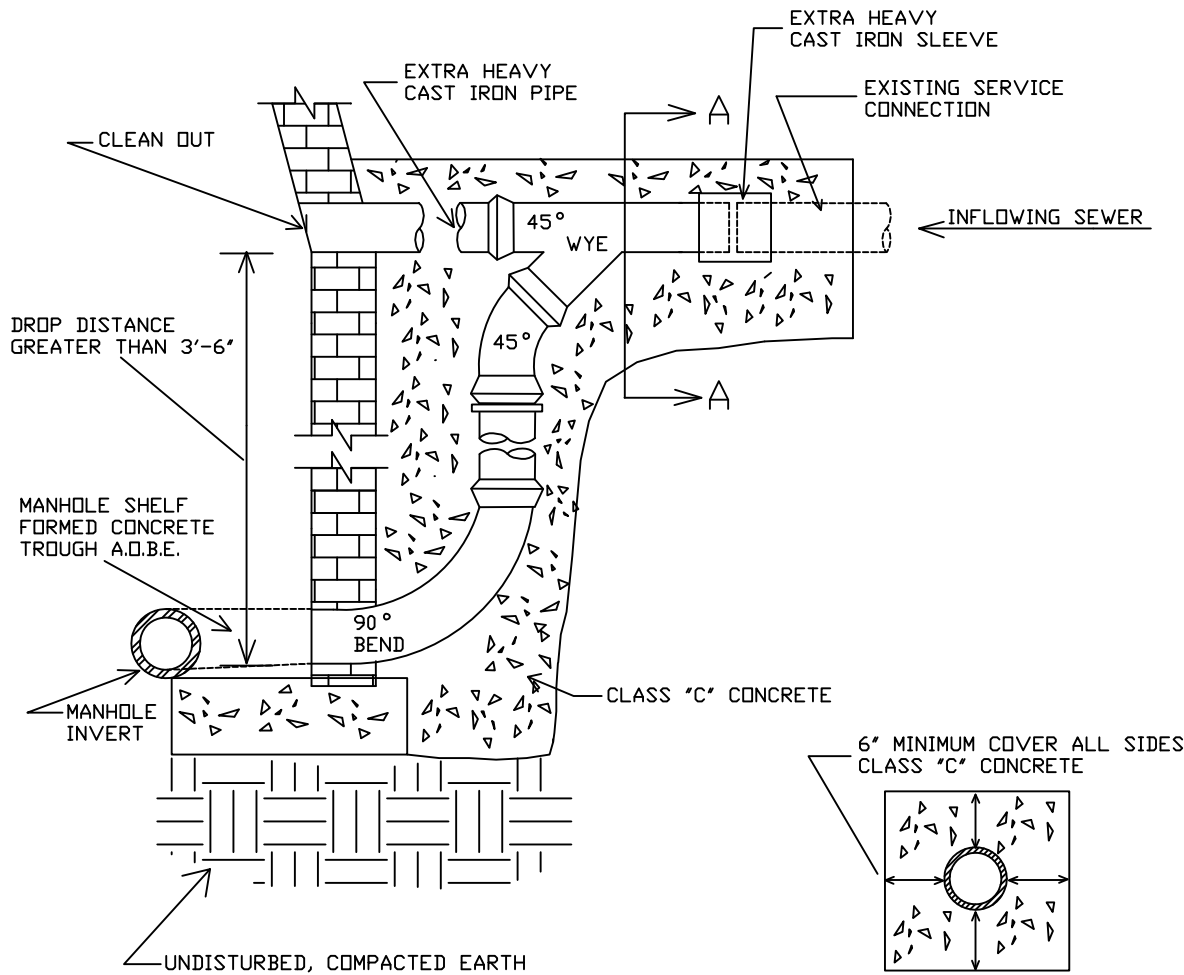 EXTRA HEAVY
CAST IRON SLEEVE
EXTRA HEAVY
CAST IRON PIPE
EXISTING SERVICE
CONNECTION
A
CLEAN OUT
45°
WYE
INFLOWING SEWER
DROP DISTANCE
GREATER THAN 3'-6"
45°
A
MANHOLE SHELF
FORMED CONCRETE
TROUGH A.O.B.E.
90°
BEND
CLASS "C" CONCRETE
MANHOLE
INVERT
6" MINIMUM COVER ALL SIDES
CLASS "C" CONCRETE
UNDISTURBED, COMPACTED EARTH